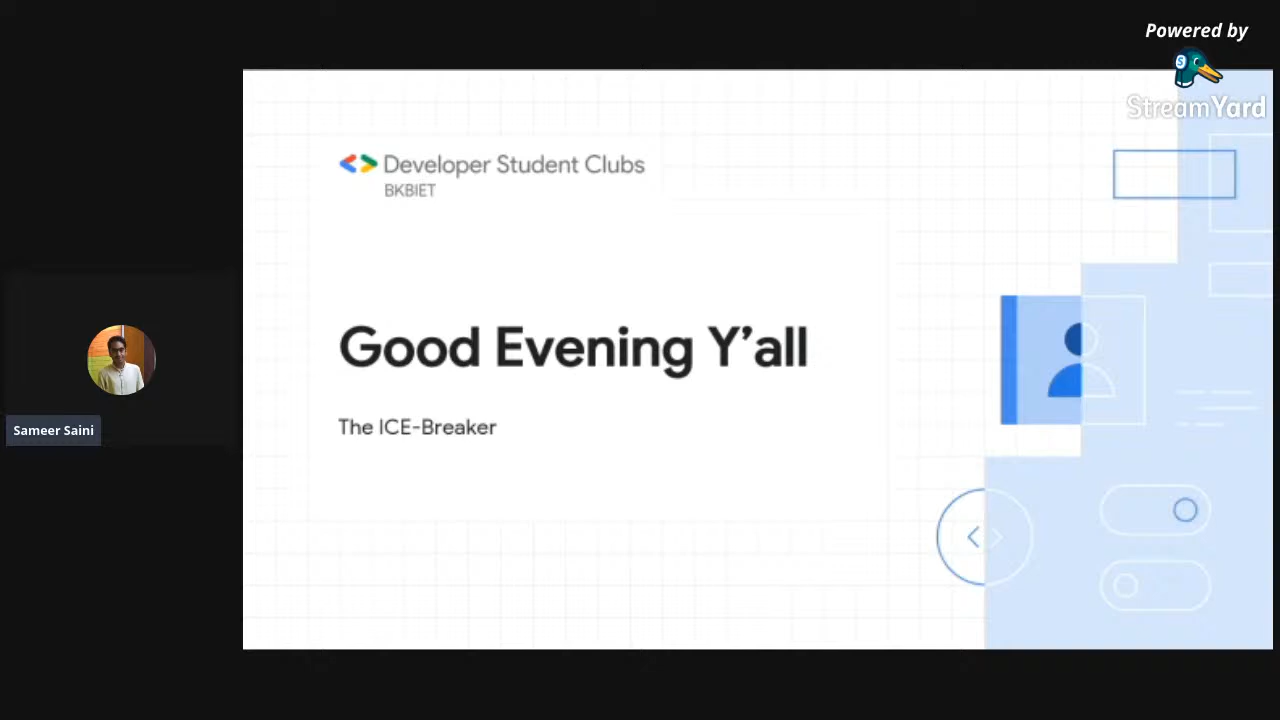 Powered by
StreamYard
Developer Student Clubs
BKBIET
Good Evening Y’all
The ICE-Breaker
Sameer Saini